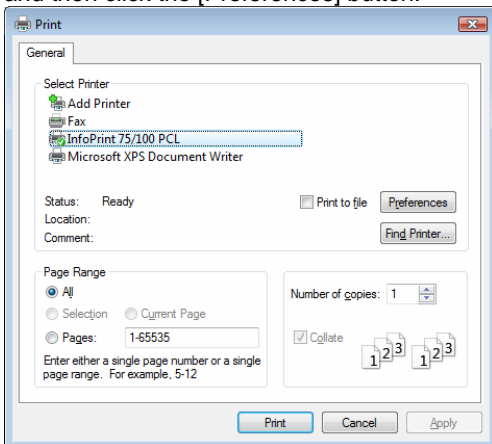 and then click the [Preferences] button.
Print
General
Select Printer
Add Printer
Fax
InfoPrint 75/100 PCL
Microsoft XPS Document Writer
Status: Ready
Print to file
Preferences
Location:
Comment:
Find Printer...
Page Range
All
Selection
Current Page
Pages: 1-65535
Enter either a single page number or a single
page range. For example, 5-12
Number of copies: 1
Collate
1 2 3
1 2 3
Print
Cancel
Apply